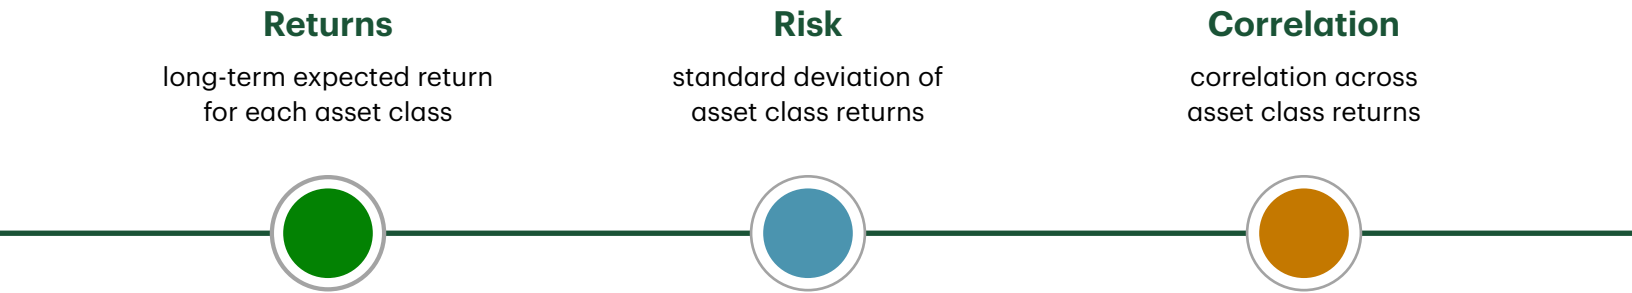 Returns
long-term expected return
for each asset class
Risk
standard deviation of
asset class returns
Correlation
correlation across
asset class returns